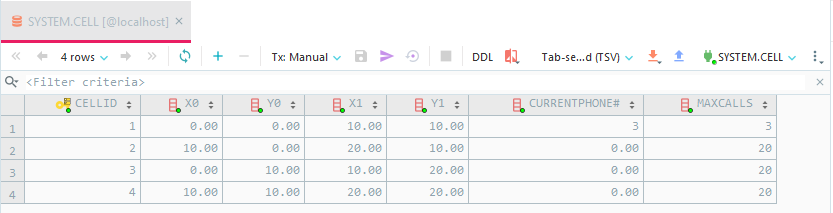 SYSTEM.CELL [@localhost] ×
4 rows Tx: Manual DDL Tab-se...d (TSV) SYSTEM.CELL
<Filter criteria>
CELLID X0 Y0 X1 Y1 CURRENTPHONE# MAXCALLS
1 1 0.00 0.00 10.00 10.00 3 3
2 2 10.00 0.00 20.00 10.00 0.00 20
3 3 0.00 10.00 10.00 20.00 0.00 20
4 4 10.00 10.00 20.00 20.00 0.00 20